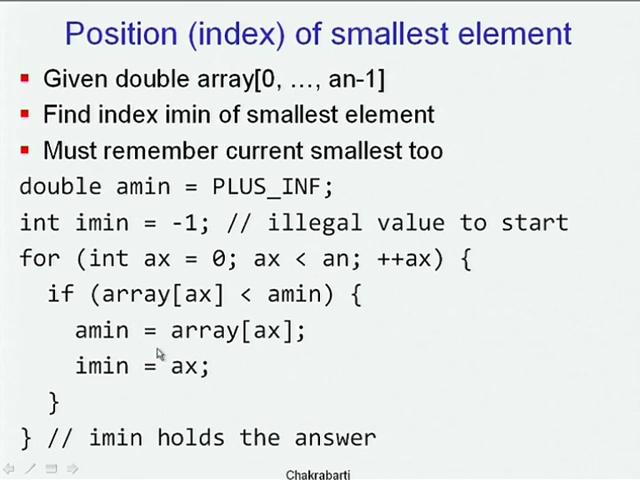 Position (index) of smallest element
Given double array[0, …, an-1]
Find index imin of smallest element
Must remember current smallest too
double amin = PLUS_INF;
int imin = -1; // illegal value to start
for (int ax = 0; ax < an; ++ax) {
if (array[ax] < amin) {
amin = array[ax];
imin = ax;
}
} // imin holds the answer
Chakrabarti